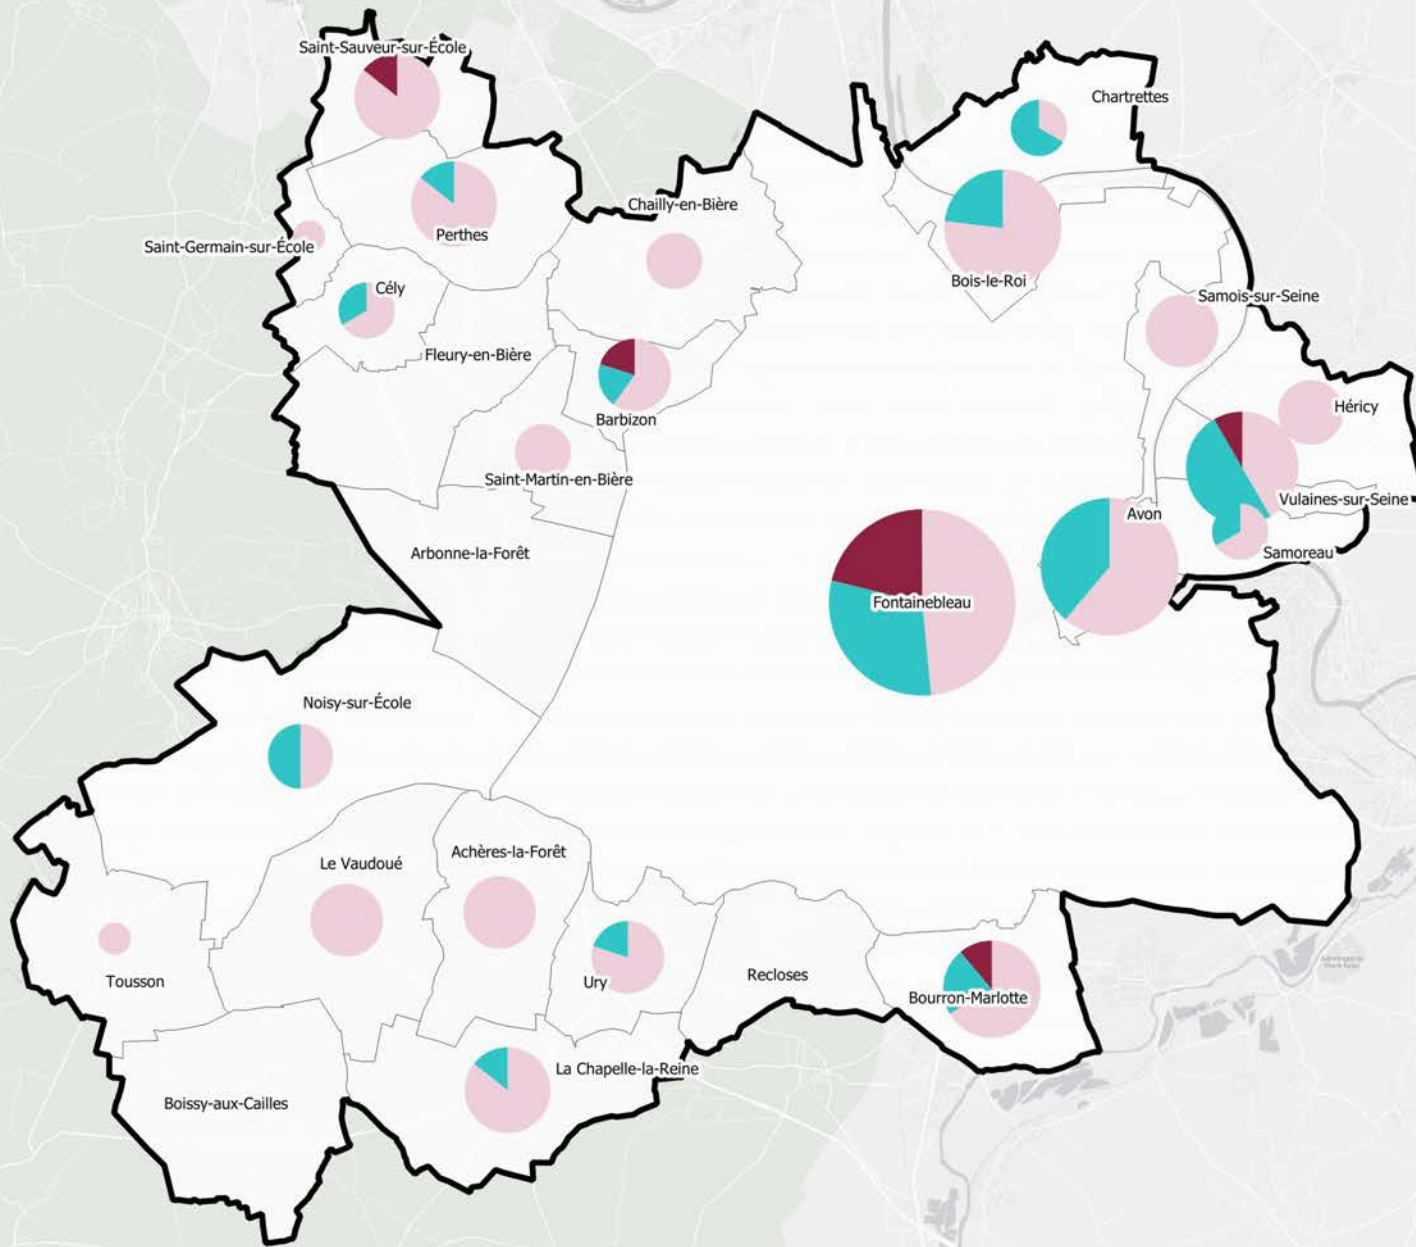 Saint-Sauveur-sur-École
Chartrettes
Chailly-en-Bière
Perthes
Saint-Germain-sur-École
Bois-le-Roi
Cély
Samois-sur-Seine
Fleury-en-Bière
Héricy
Barbizon
Saint-Martin-en-Bière
Vulaines-sur-Seine
Avon
Arbonne-la-Forêt
Samoreau
Fontainebleau
Noisy-sur-École
Achères-la-Forêt
Le Vaudoué
Recloses
Tousson
Ury
Bourron-Marlotte
La Chapelle-la-Reine
Boissy-aux-Cailles